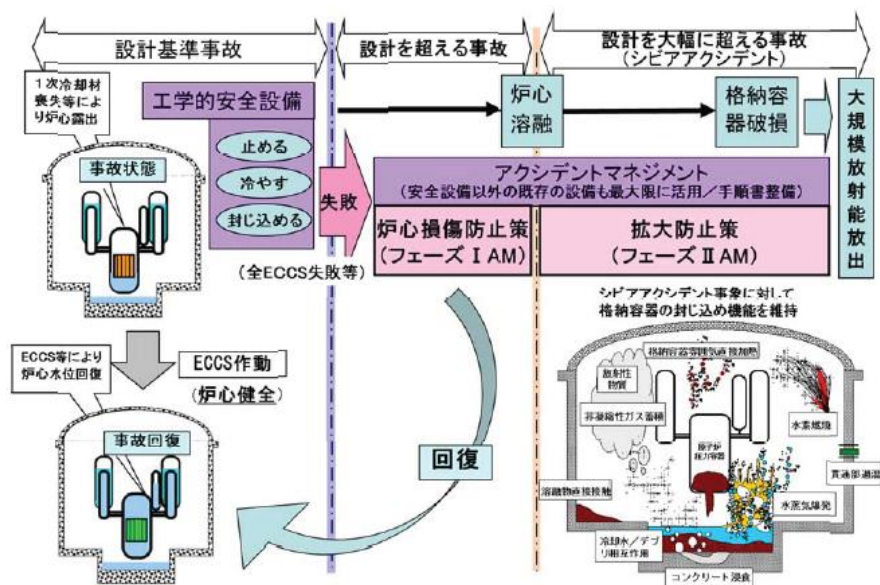 設計基準事故
設計を超える事故
設計を大幅に超える事故
(シビアアクシデント)
1次冷却材
喪失等によ
り炉心露出
工学的安全設備
止める
冷やす
封じ込める
事故状態
失敗
(全ECCS失敗等)
炉心
溶融
格納容
器破損
大規模放射能放出
アクシデントマネジメント
(安全設備以外の既存の設備も最大限に活用/手順書整備)
炉心損傷防止策
(フェーズⅠAM)
拡大防止策
(フェーズⅡAM)
ECCS等により
炉心水位回復
ECCS作動
(炉心健全)
事故回復
回復
シビアアクシデント事象に対して
格納容器の封じ込め機能を維持
格納容器雰囲気直接加熱
放射性
物質
非凝縮性ガス蓄積
原子炉
圧力容器
水素燃焼
貫通部過温
溶融物直接接触
水蒸気爆発
冷却水/デブ
リ相互作用
コンクリート浸食